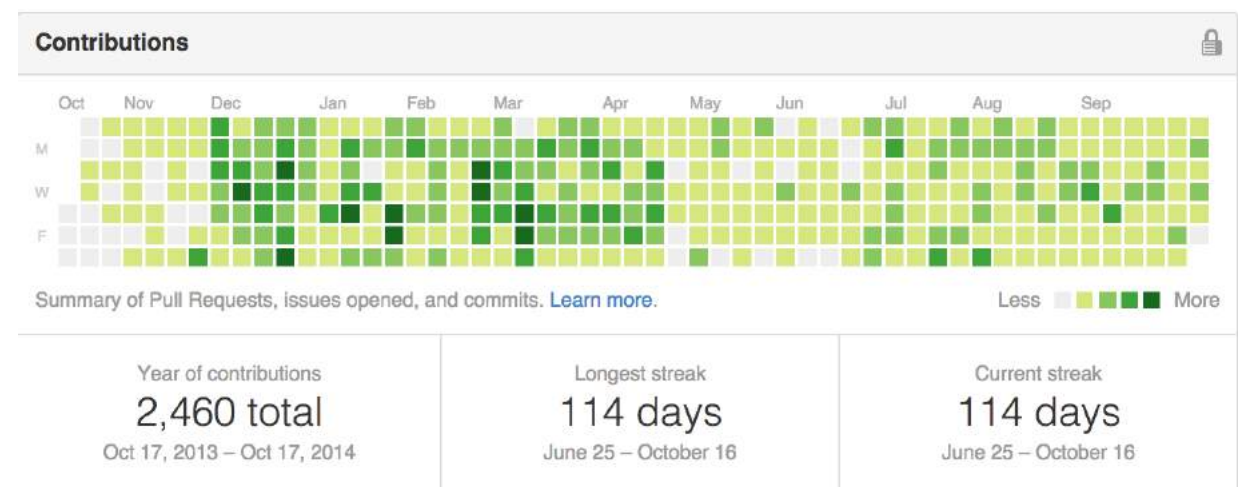 Contributions
Oct Nov Dec Jan Feb Mar Apr May Jun Jul Aug Sep
M
W
F
Summary of Pull Requests, issues opened, and commits. Learn more. Less More
Year of contributions Longest streak Current streak
2,460 total 114 days 114 days
Oct 17, 2013 – Oct 17, 2014 June 25 – October 16 June 25 – October 16